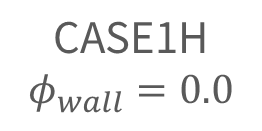 CASE1H
ϕ_wall = 0.0